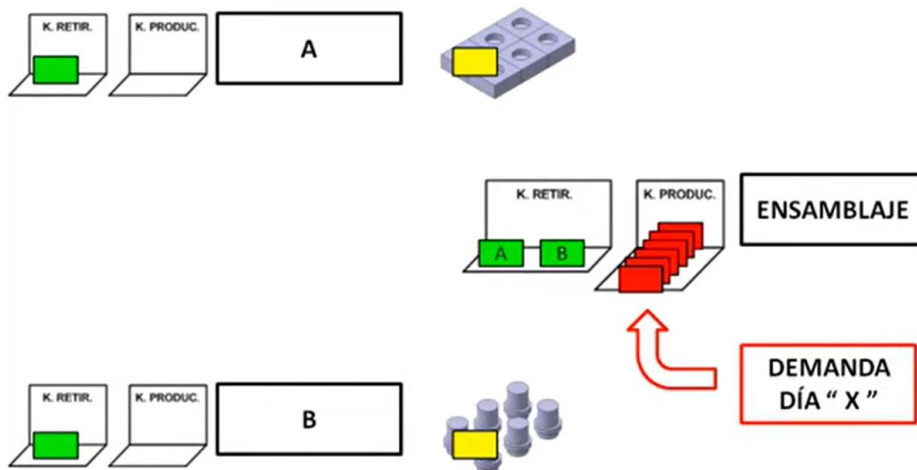 K. RETIR.
K. PRODUC.
A
K. RETIR.
A
B
K. PRODUC.
ENSAMBLAJE
DEMANDA
DÍA “ X ”
K. RETIR.
K. PRODUC.
B